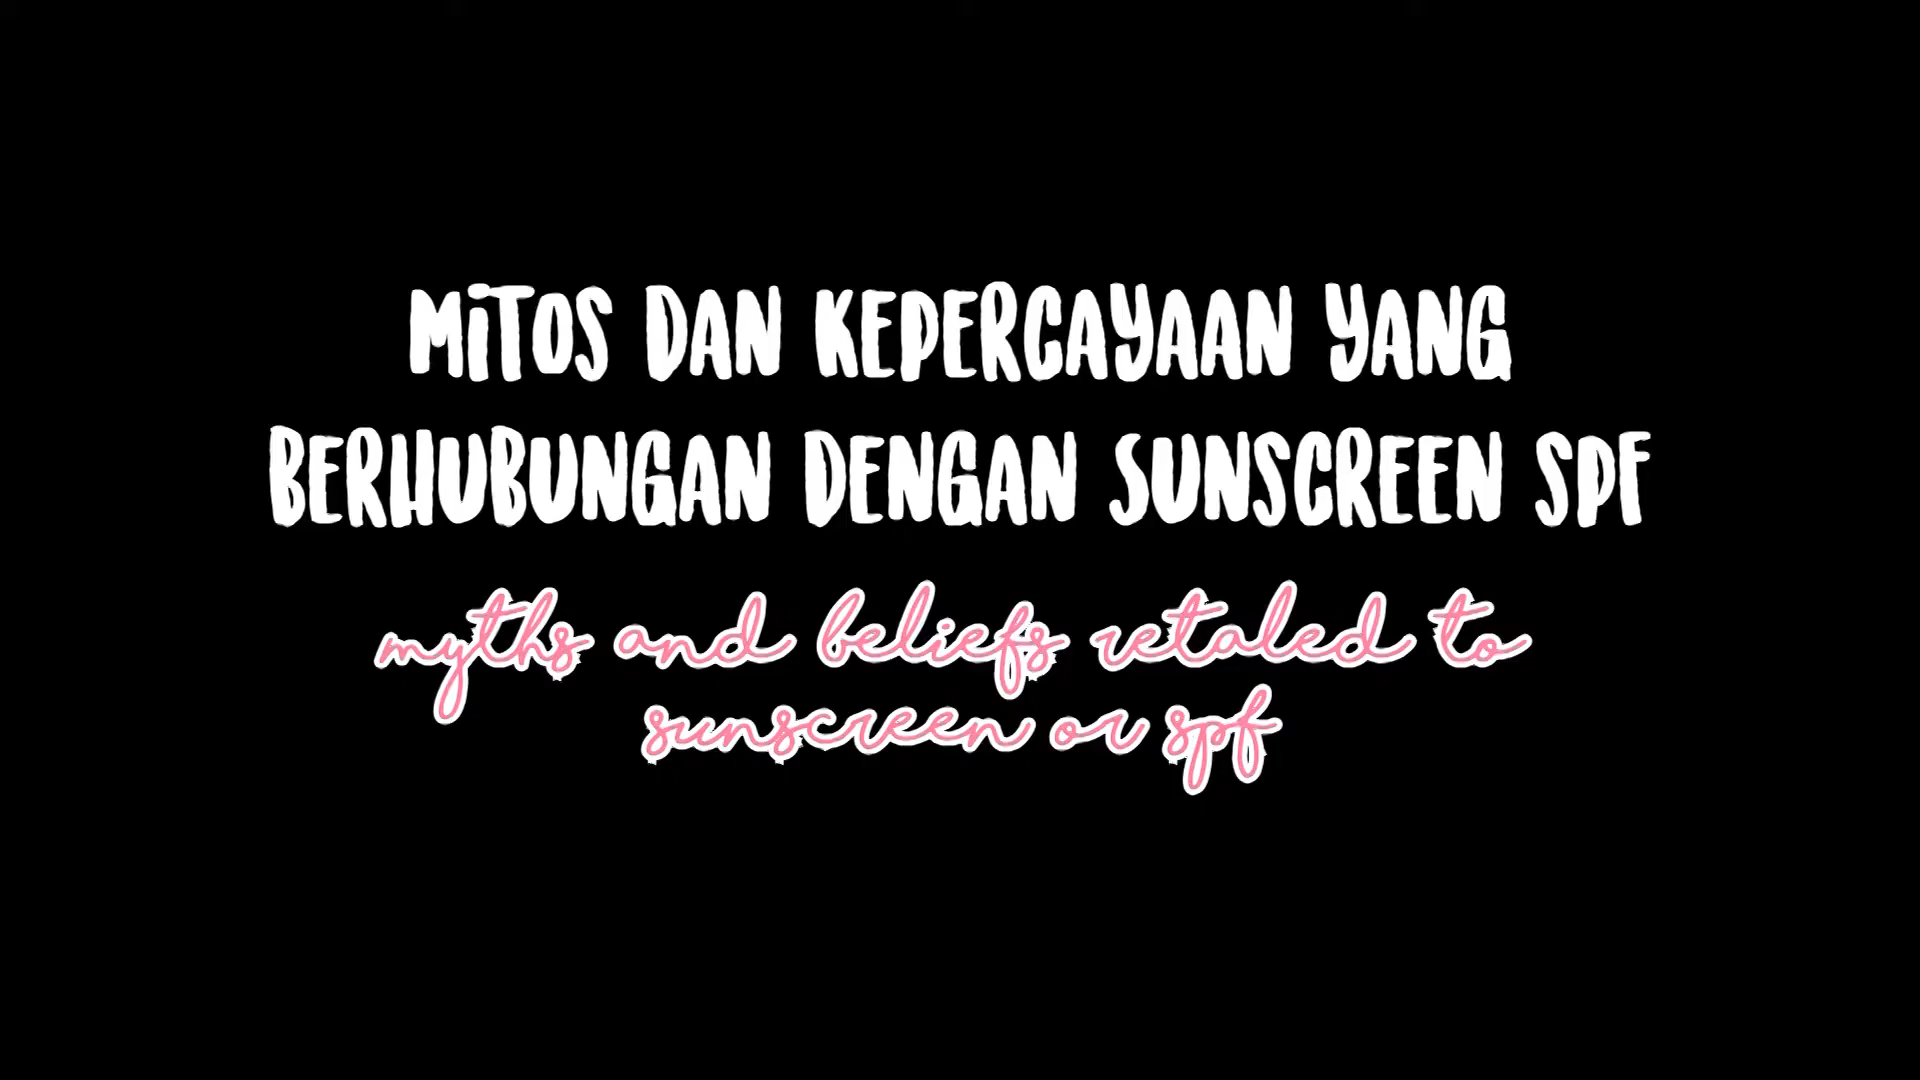 MiTOS DAN KEPERCAYAAN YANG
BERHUBUNGAN DENGAN SUNSCREEN SPF
myths and beliefs retaled to
sunscreen or spf